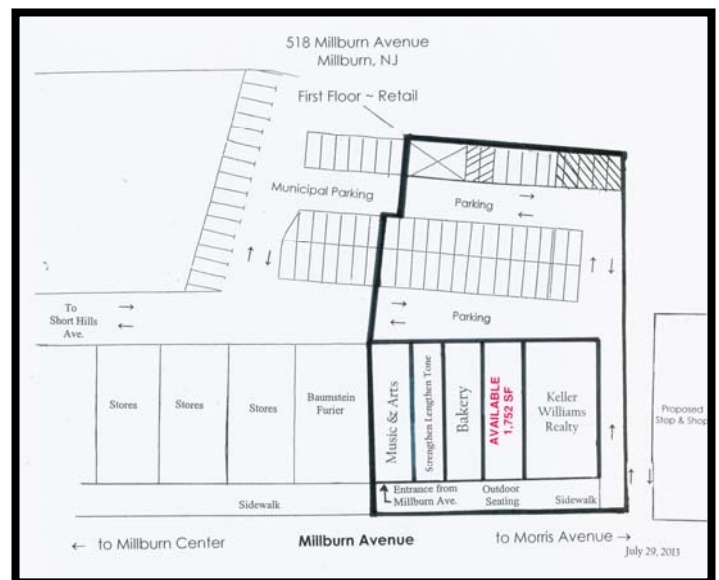 518 Millburn Avenue
Millburn, NJ
First Floor ~ Retail
Municipal Parking
Parking
Parking
To
Short Hills
Ave.
Stores
Stores
Stores
Baumstein
Furier
Music & Arts
Strengthen Lengthen Tone
Bakery
AVAILABLE
1,752 SF
Keller
Williams
Realty
Proposed
Stop & Shop
Sidewalk
Entrance from
Millburn Ave.
Outdoor
Seating
Sidewalk
← to Millburn Center
Millburn Avenue
to Morris Avenue →
July 29, 2013